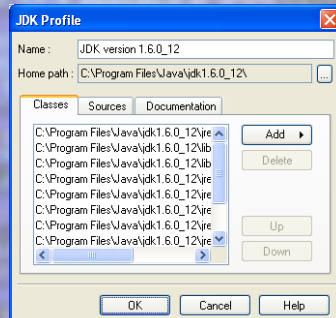 JDK Profile
Name : JDK version 1.6.0_12
Home path : C:\Program Files\Java\jdk1.6.0_12\ ...
Classes Sources Documentation
C:\Program Files\Java\jdk1.6.0_12\jre
C:\Program Files\Java\jdk1.6.0_12\lib
C:\Program Files\Java\jdk1.6.0_12\lib
C:\Program Files\Java\jdk1.6.0_12\jre
C:\Program Files\Java\jdk1.6.0_12\jre
C:\Program Files\Java\jdk1.6.0_12\jre
C:\Program Files\Java\jdk1.6.0_12\jre
C:\Program Files\Java\jdk1.6.0_12\jre
Add
Delete
Up
Down
OK Cancel Help